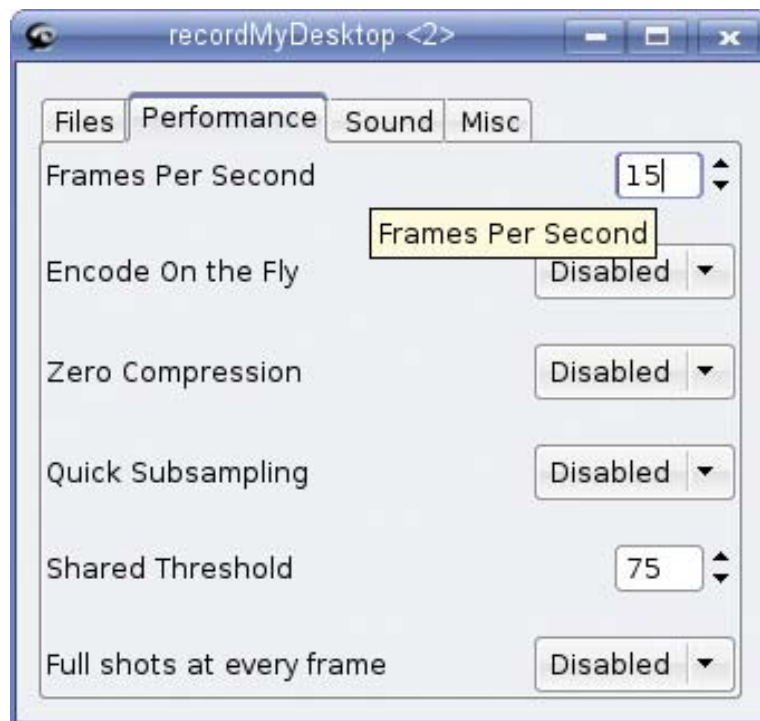 recordMyDesktop <2>
Files Performance Sound Misc
Frames Per Second 15
Frames Per Second
Encode On the Fly Disabled
Zero Compression Disabled
Quick Subsampling Disabled
Shared Threshold 75
Full shots at every frame Disabled